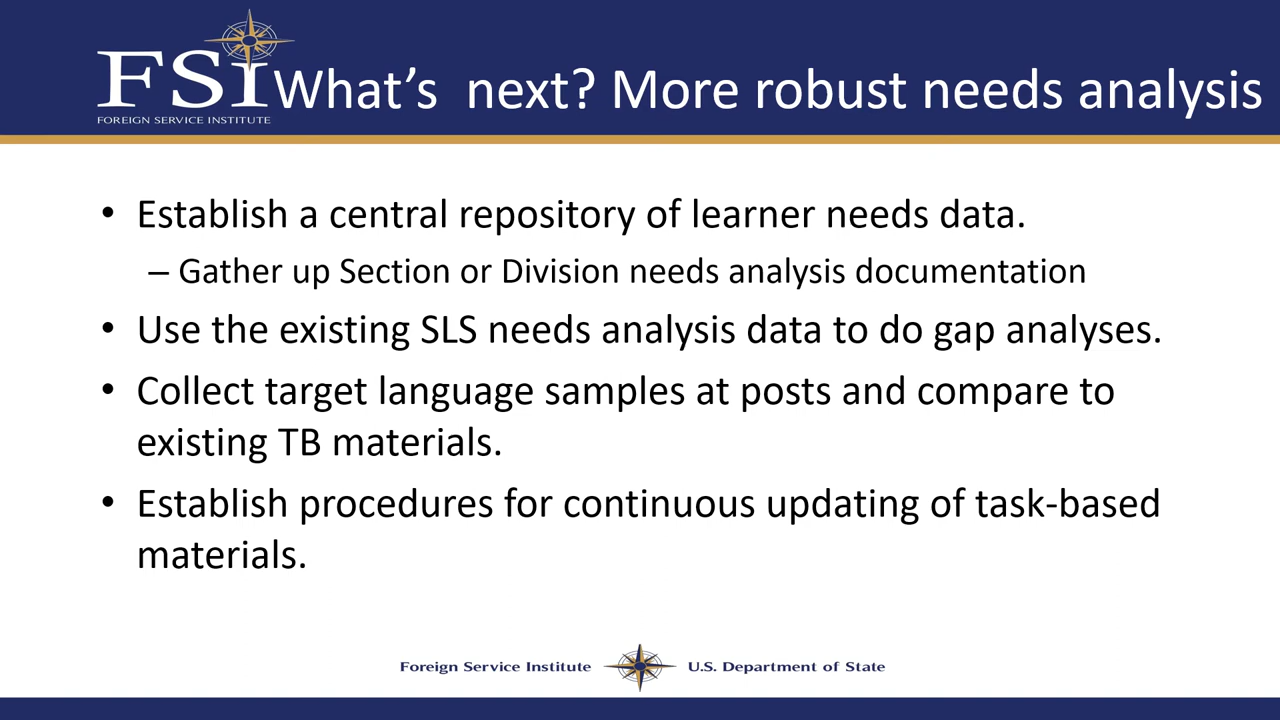 FSI
FOREIGN SERVICE INSTITUTE
What’s  next? More robust needs analysis
• Establish a central repository of learner needs data.
– Gather up Section or Division needs analysis documentation
• Use the existing SLS needs analysis data to do gap analyses.
• Collect target language samples at posts and compare to
existing TB materials.
• Establish procedures for continuous updating of task-based
materials.
Foreign Service Institute U.S. Department of State